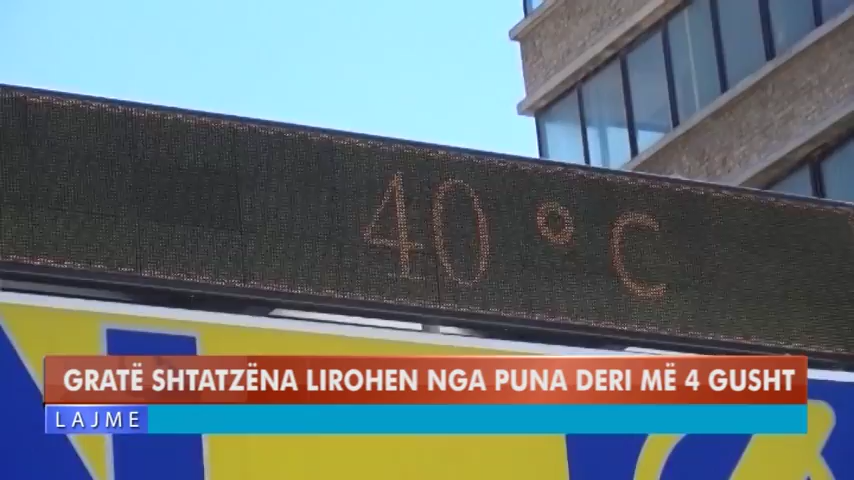 40 °C
GRATË SHTATZËNA LIROHEN NGA PUNA DERI MË 4 GUSHT
LAJME